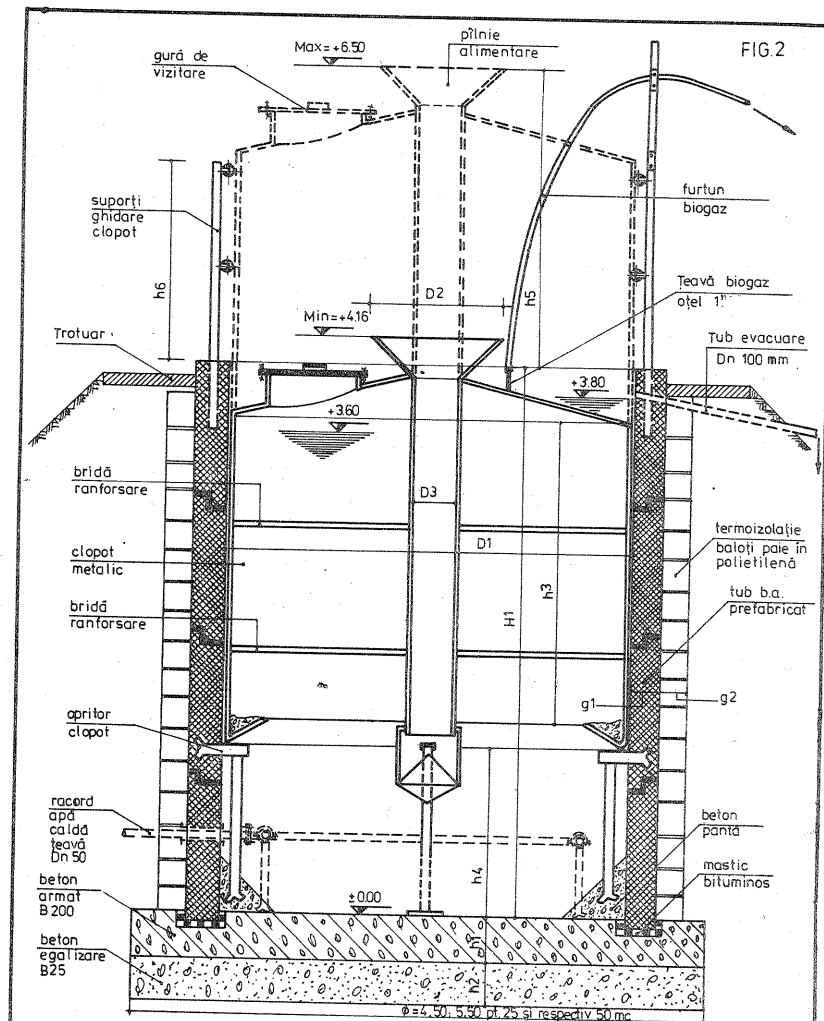 FIG.2
Max=+6.50
pîlnie
alimentare
gură de
vizitare
suporți
ghidare
clopot
furtun
biogaz
h6
h5
D2
Țeavă biogaz
oțel 1"
Min=+4.16
Trotuar
Tub evacuare
Dn 100 mm
+3.80
+3.60
bridă
ranforsare
D3
D1
termoizolație
baloți paie în
polietilenă
clopot
metalic
h3
H1
tub b.a.
prefabricat
bridă
ranforsare
g1
g2
opritor
clopot
racord
apă
caldă
țeavă
Dn 50
h4
beton
pantă
mastic
bituminos
beton
armat
B200
±0.00
h1
beton
egalizare
B25
h2
φ=4,50; 5,50 pt. 25 și respectiv 50 mc